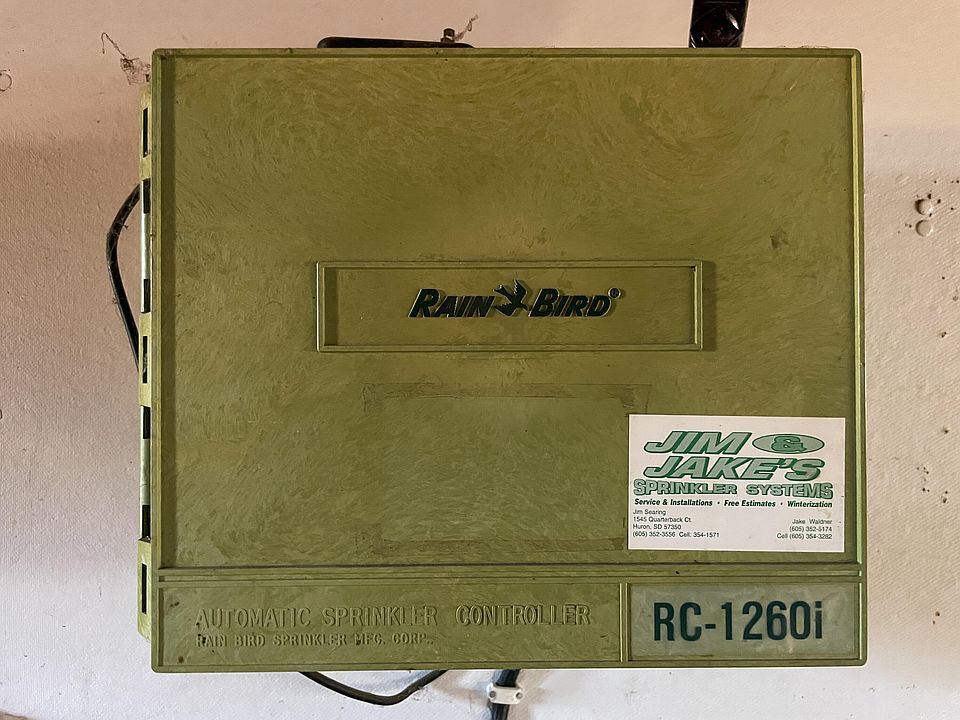 RAIN BIRD®
JIM &
JAKE'S
SPRINKLER SYSTEMS
Service & Installations • Free Estimates • Winterization
Jim Searing
1545 Quarterback Ct.
Huron, SD 57350
(605) 352-3556 Cell: 354-1571
Jake Waldner
(605) 352-5174
Cell (605) 354-3282
AUTOMATIC SPRINKLER CONTROLLER
RAIN BIRD SPRINKLER MFG. CORP.
RC-1260i